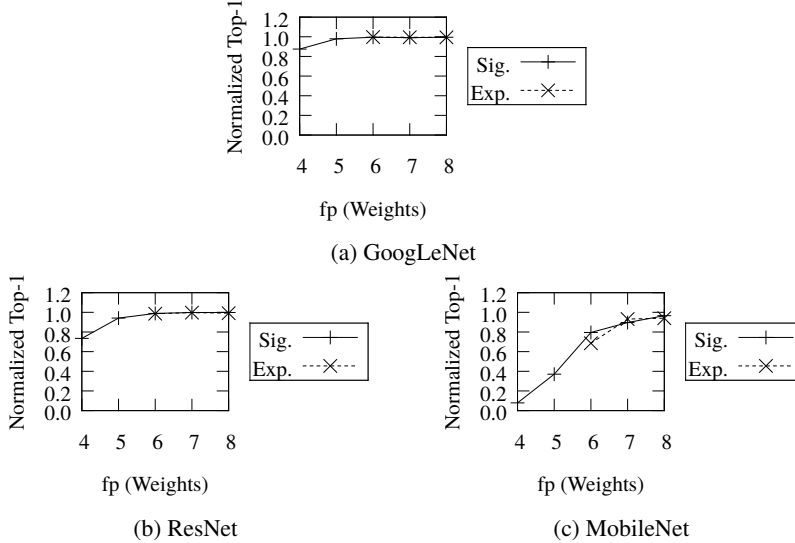 Normalized Top-1
1.2
1.0
0.8
0.6
0.4
0.2
0.0
4 5 6 7 8
fp (Weights)
Sig.
Exp.
(a) GoogLeNet
Normalized Top-1
1.2
1.0
0.8
0.6
0.4
0.2
0.0
4 5 6 7 8
fp (Weights)
Sig.
Exp.
(b) ResNet
Normalized Top-1
1.2
1.0
0.8
0.6
0.4
0.2
0.0
4 5 6 7 8
fp (Weights)
Sig.
Exp.
(c) MobileNet